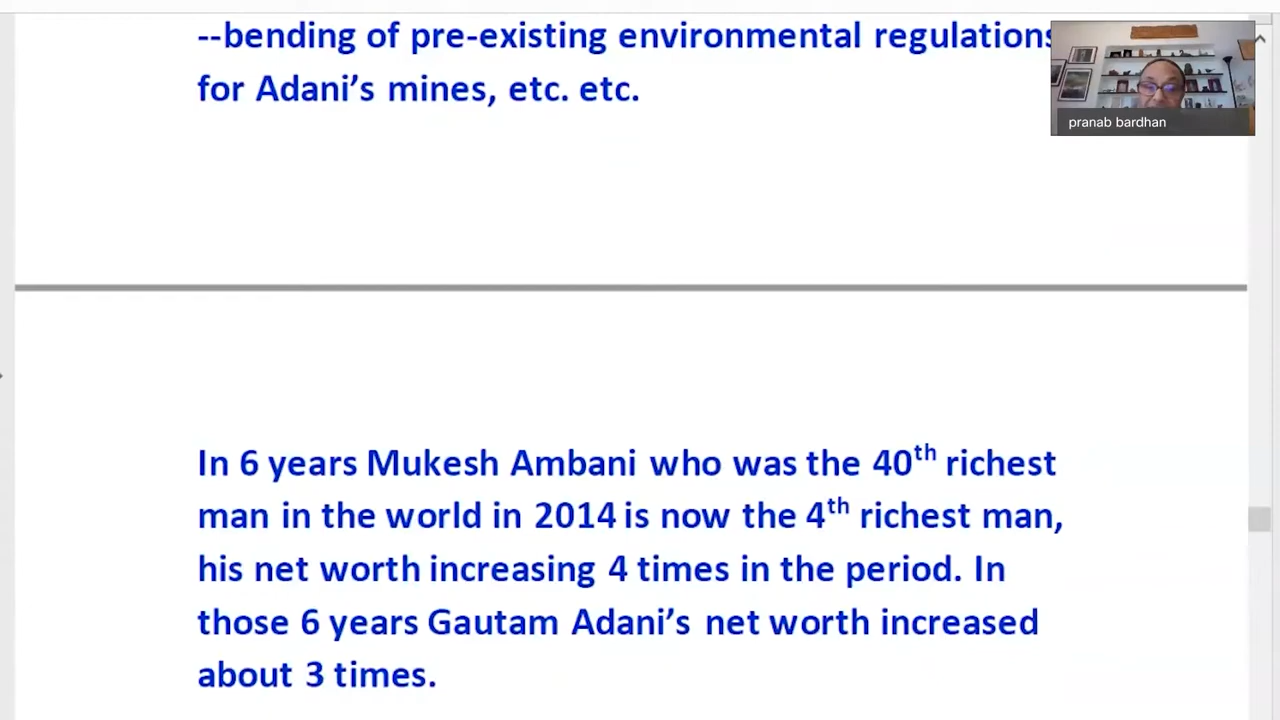 --bending of pre-existing environmental regulations
for Adani’s mines, etc. etc.
pranab bardhan
In 6 years Mukesh Ambani who was the 40th richest
man in the world in 2014 is now the 4th richest man,
his net worth increasing 4 times in the period. In
those 6 years Gautam Adani’s net worth increased
about 3 times.